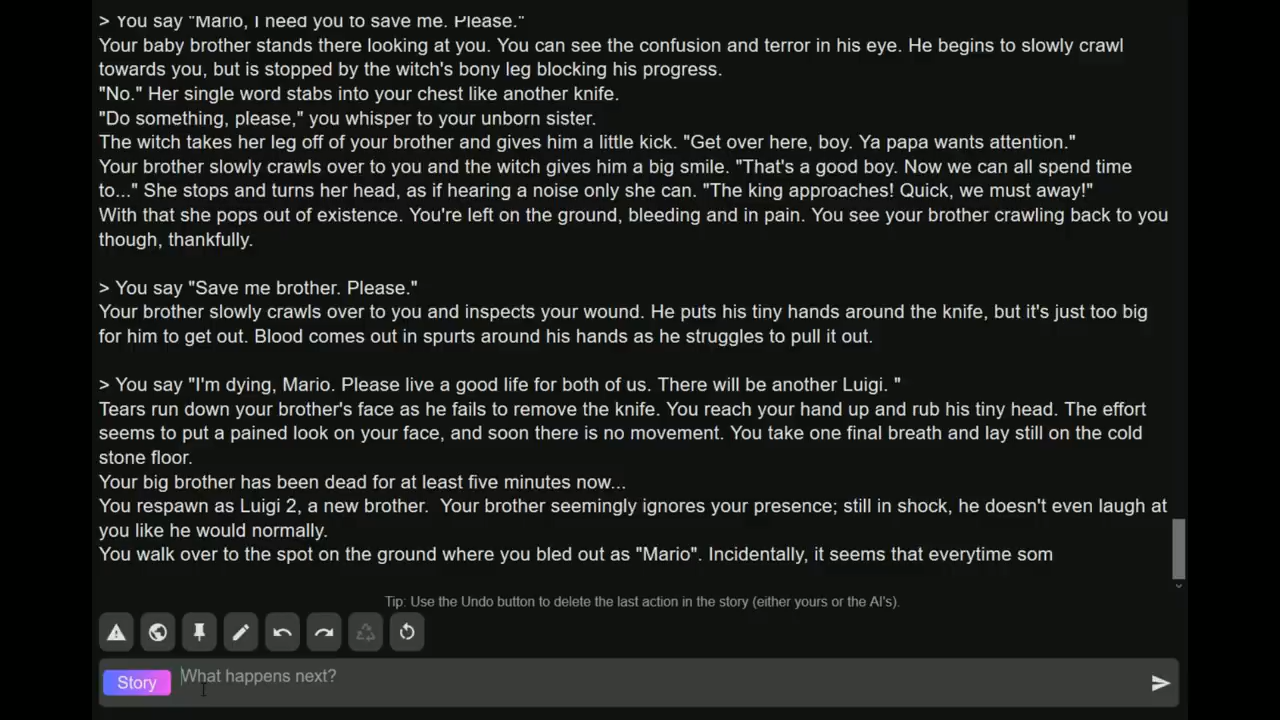 > You say "Mario, I need you to save me. Please."
Your baby brother stands there looking at you. You can see the confusion and terror in his eye. He begins to slowly crawl
towards you, but is stopped by the witch's bony leg blocking his progress.
"No." Her single word stabs into your chest like another knife.
"Do something, please," you whisper to your unborn sister.
The witch takes her leg off of your brother and gives him a little kick. "Get over here, boy. Ya papa wants attention."
Your brother slowly crawls over to you and the witch gives him a big smile. "That's a good boy. Now we can all spend time
to..." She stops and turns her head, as if hearing a noise only she can. "The king approaches! Quick, we must away!"
With that she pops out of existence. You're left on the ground, bleeding and in pain. You see your brother crawling back to you
though, thankfully.
> You say "Save me brother. Please."
Your brother slowly crawls over to you and inspects your wound. He puts his tiny hands around the knife, but it's just too big
for him to get out. Blood comes out in spurts around his hands as he struggles to pull it out.
> You say "I'm dying, Mario. Please live a good life for both of us. There will be another Luigi. "
Tears run down your brother's face as he fails to remove the knife. You reach your hand up and rub his tiny head. The effort
seems to put a pained look on your face, and soon there is no movement. You take one final breath and lay still on the cold
stone floor.
Your big brother has been dead for at least five minutes now...
You respawn as Luigi 2, a new brother.  Your brother seemingly ignores your presence; still in shock, he doesn't even laugh at
you like he would normally.
You walk over to the spot on the ground where you bled out as "Mario". Incidentally, it seems that everytime som
Tip: Use the Undo button to delete the last action in the story (either yours or the AI's).
Story What happens next?